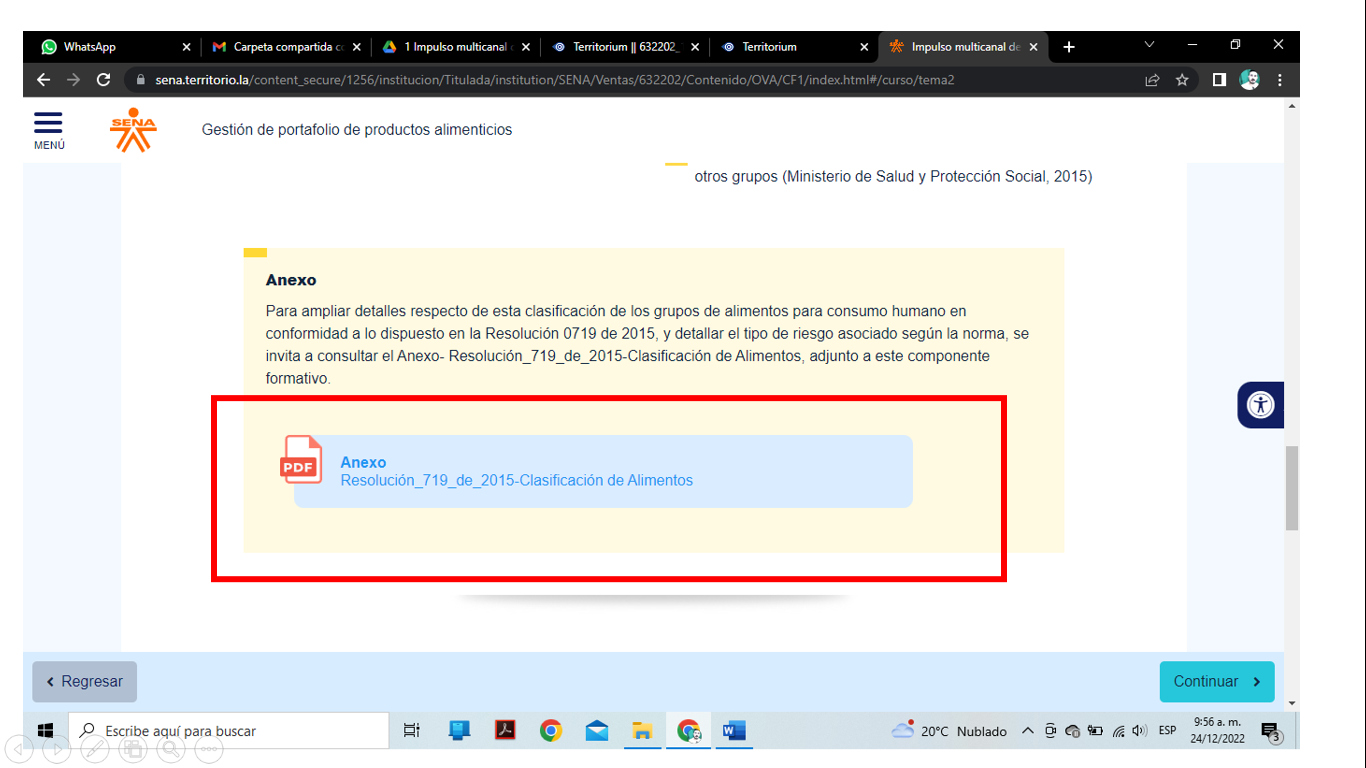 WhatsApp
Carpeta compartida c
1 Impulso multicanal
Territorium || 632202_
Territorium
Impulso multicanal de
sena.territorio.la/content_secure/1256/institucion/Titulada/institution/SENA/Ventas/632202/Contenido/OVA/CF1/index.html#/curso/tema2
MENÚ
SENA
Gestión de portafolio de productos alimenticios
otros grupos (Ministerio de Salud y Protección Social, 2015)
Anexo
Para ampliar detalles respecto de esta clasificación de los grupos de alimentos para consumo humano en
conformidad a lo dispuesto en la Resolución 0719 de 2015, y detallar el tipo de riesgo asociado según la norma, se
invita a consultar el Anexo- Resolución_719_de_2015-Clasificación de Alimentos, adjunto a este componente
formativo.
PDF
Anexo
Resolución_719_de_2015-Clasificación de Alimentos
Regresar
Continuar
Escribe aquí para buscar
20°C Nublado
ESP
9:56 a. m.
24/12/2022
3